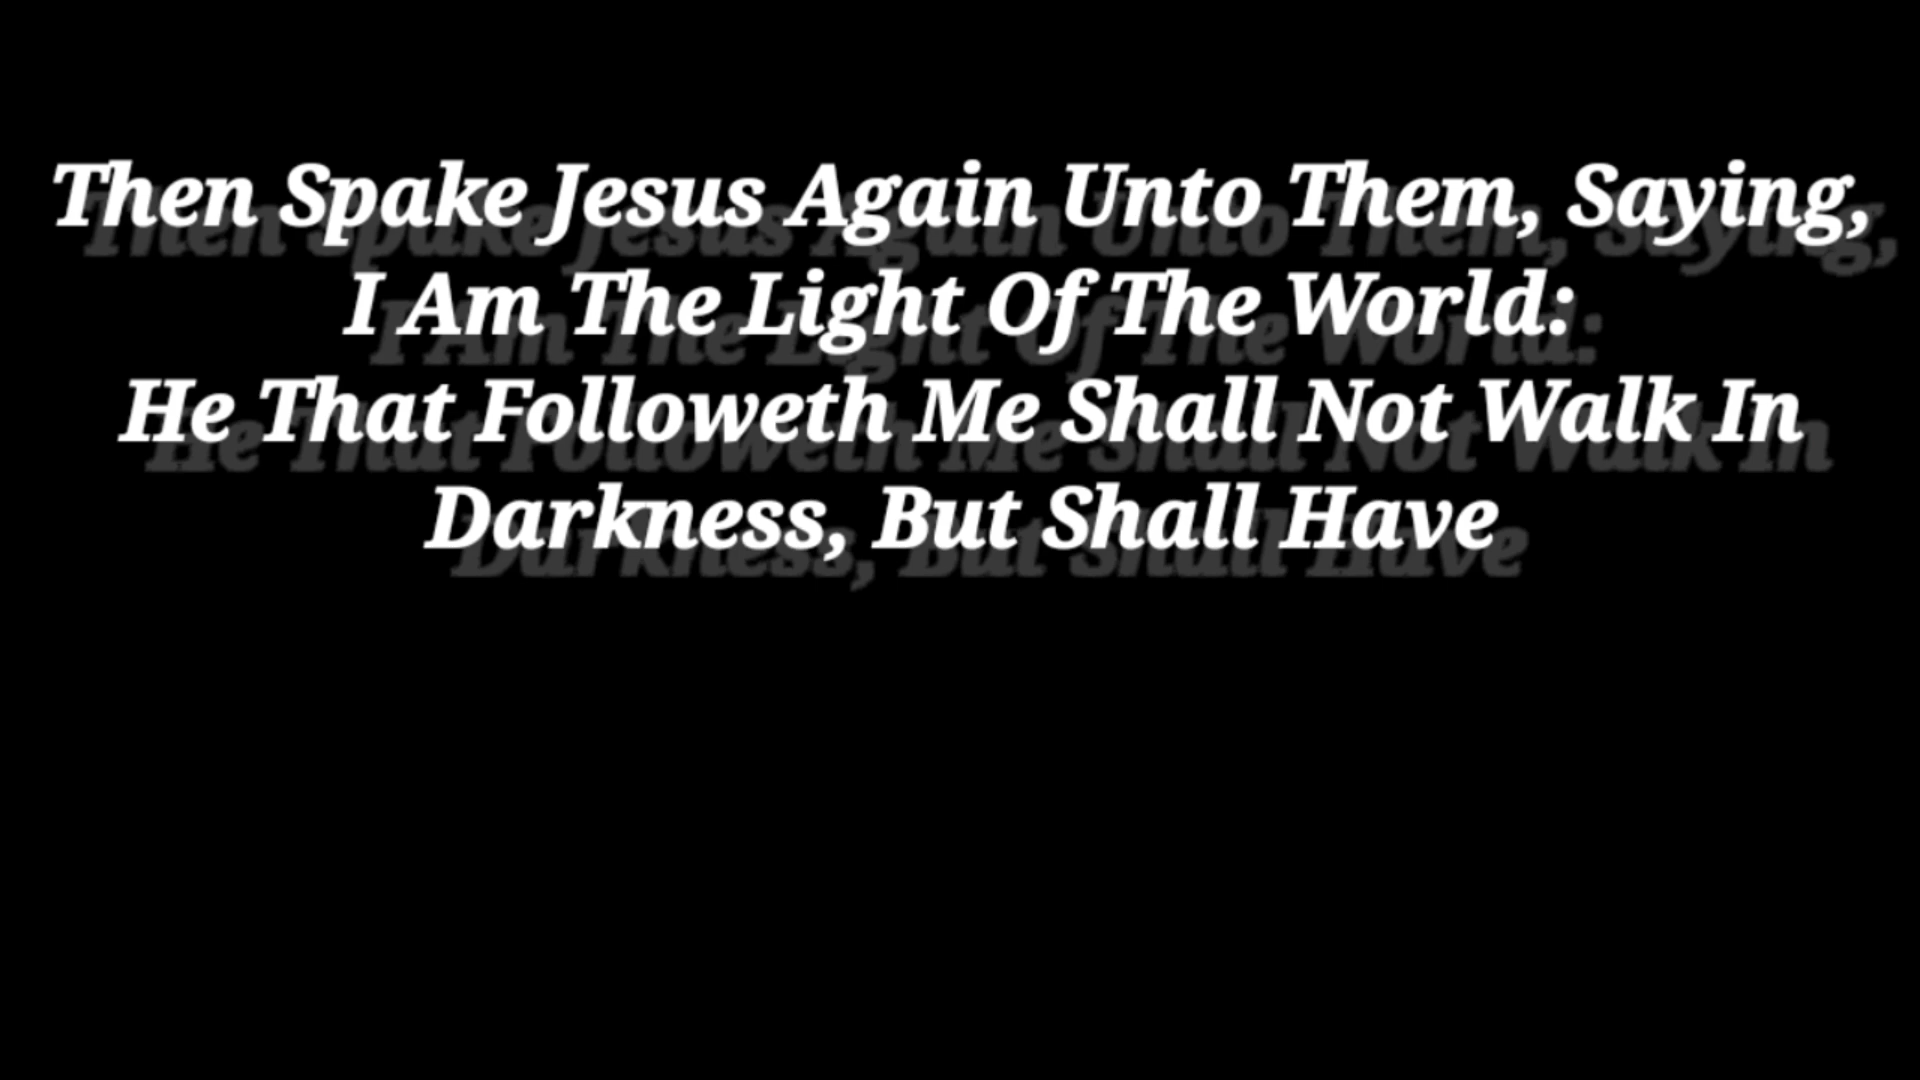 Then Spake Jesus Again Unto Them, Saying,
I Am The Light Of The World:
He That Followeth Me Shall Not Walk In
Darkness, But Shall Have